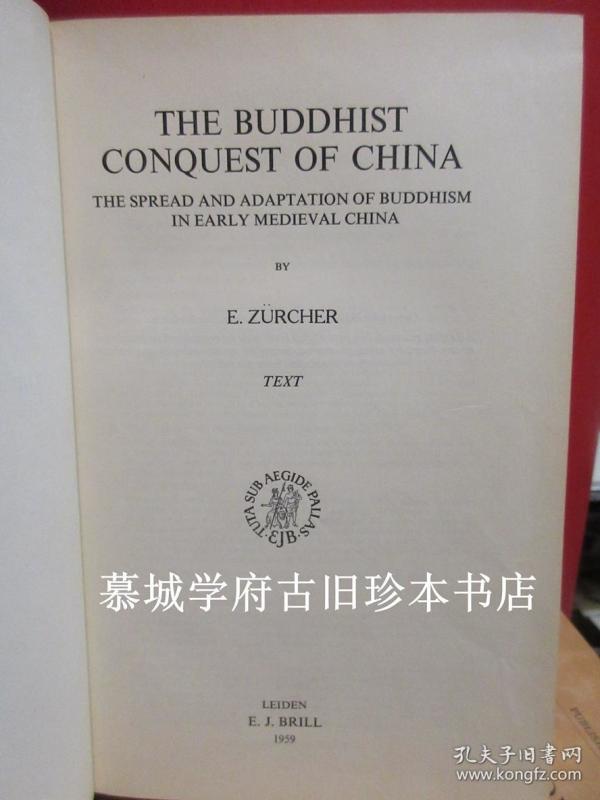 THE BUDDHIST
CONQUEST OF CHINA
THE SPREAD AND ADAPTATION OF BUDDHISM
IN EARLY MEDIEVAL CHINA
BY
E. ZÜRCHER
TEXT
TUTA SUB AEGIDE PALLAS
EJB
慕城学府古旧珍本书店
LEIDEN
E. J. BRILL
1959
孔夫子旧书网
www.kongfz.com